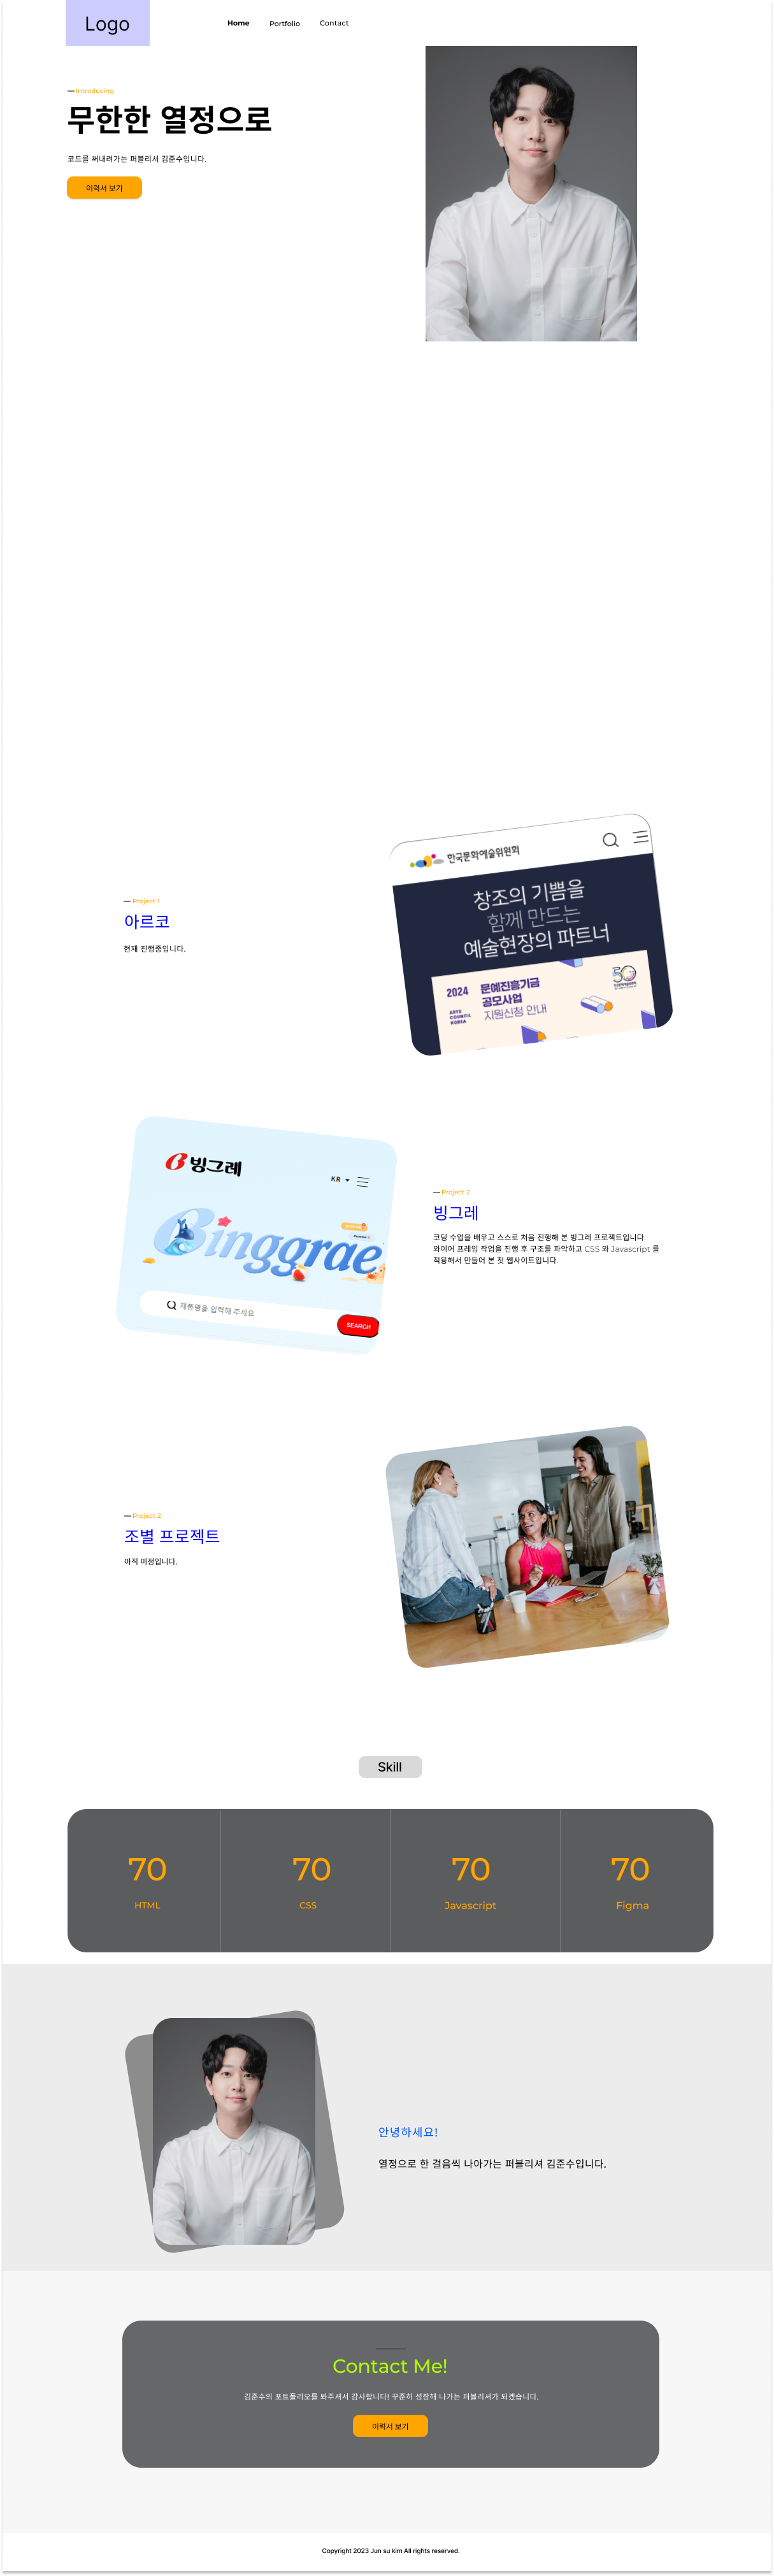 Logo
Home
Portfolio
Contact
Introducing
무한한 열정으로
코드를 써내려가는 퍼블리셔 김준수입니다.
이력서 보기
한국문화예술위원회
창조의 기쁨을
함께 만드는
예술현장의 파트너
2024
ARTS
COUNCIL
KOREA
문예진흥기금
공모사업
지원신청 안내
Project 1
아르코
현재 진행중입니다.
빙그레
KR
Binggrae
제품명을 입력해 주세요
SEARCH
Project 2
빙그레
코딩 수업을 배우고 스스로 처음 진행해 본 빙그레 프로젝트입니다.
와이어 프레임 작업을 진행 후 구조를 파악하고 CSS 와 Javascript 를
적용해서 만들어 본 첫 웹사이트입니다.
Project 2
조별 프로젝트
아직 미정입니다.
Skill
70
HTML
70
CSS
70
Javascript
70
Figma
안녕하세요!
열정으로 한 걸음씩 나아가는 퍼블리셔 김준수입니다.
Contact Me!
김준수의 포트폴리오를 봐주셔서 감사합니다! 꾸준히 성장해 나가는 퍼블리셔가 되겠습니다.
이력서 보기
Copyright 2023 Jun su kim All rights reserved.